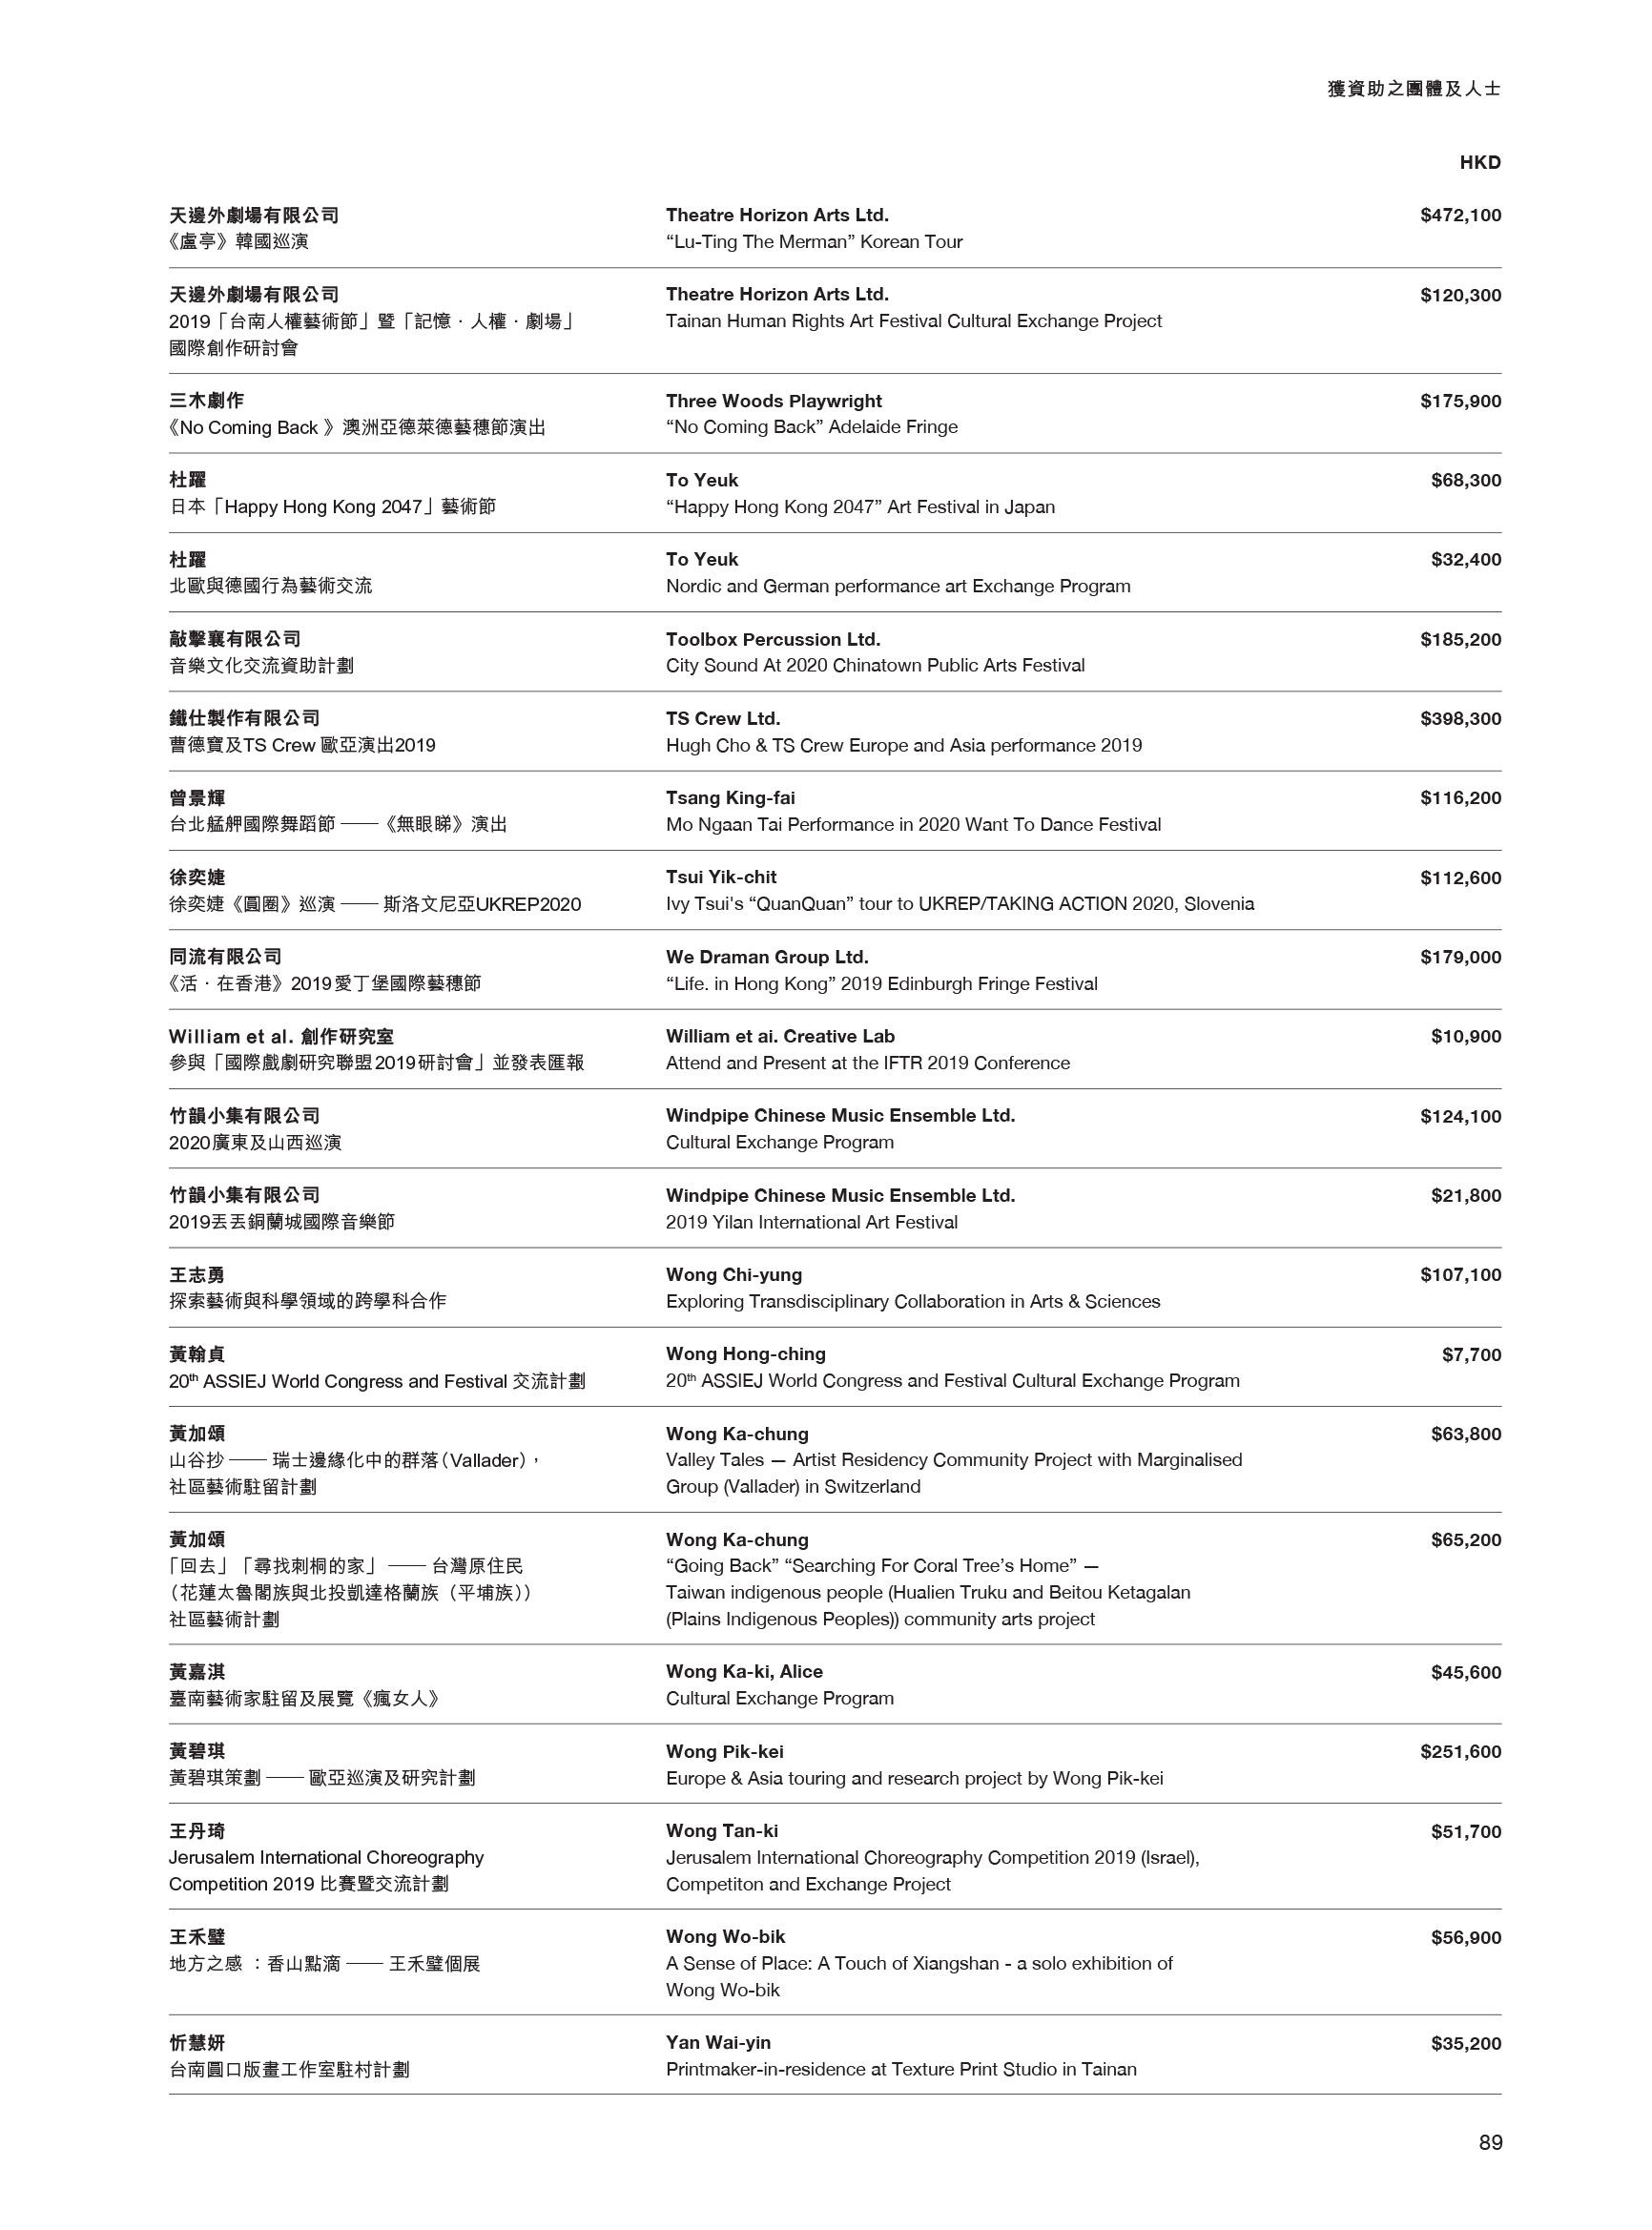 獲資助之團體及人士
HKD
天邊外劇場有限公司
《盧亭》韓國巡演
Theatre Horizon Arts Ltd.
“Lu-Ting The Merman” Korean Tour
$472,100
天邊外劇場有限公司
2019「台南人權藝術節」暨「記憶．人權．劇場」
國際創作研討會
Theatre Horizon Arts Ltd.
Tainan Human Rights Art Festival Cultural Exchange Project
$120,300
三木劇作
《No Coming Back 》澳洲亞德萊德藝穗節演出
Three Woods Playwright
“No Coming Back” Adelaide Fringe
$175,900
杜躍
日本「Happy Hong Kong 2047」藝術節
To Yeuk
“Happy Hong Kong 2047” Art Festival in Japan
$68,300
杜躍
北歐與德國行為藝術交流
To Yeuk
Nordic and German performance art Exchange Program
$32,400
敲擊襄有限公司
音樂文化交流資助計劃
Toolbox Percussion Ltd.
City Sound At 2020 Chinatown Public Arts Festival
$185,200
鐵仕製作有限公司
曹德寶及TS Crew 歐亞演出2019
TS Crew Ltd.
Hugh Cho & TS Crew Europe and Asia performance 2019
$398,300
曾景輝
台北艋舺國際舞蹈節 ——《無眼睇》演出
Tsang King-fai
Mo Ngaan Tai Performance in 2020 Want To Dance Festival
$116,200
徐奕婕
徐奕婕《圓圈》巡演 —— 斯洛文尼亞UKREP2020
Tsui Yik-chit
Ivy Tsui's “QuanQuan” tour to UKREP/TAKING ACTION 2020, Slovenia
$112,600
同流有限公司
《活．在香港》2019愛丁堡國際藝穗節
We Draman Group Ltd.
“Life. in Hong Kong” 2019 Edinburgh Fringe Festival
$179,000
William et al. 創作研究室
參與「國際戲劇研究聯盟2019研討會」並發表匯報
William et ai. Creative Lab
Attend and Present at the IFTR 2019 Conference
$10,900
竹韻小集有限公司
2020廣東及山西巡演
Windpipe Chinese Music Ensemble Ltd.
Cultural Exchange Program
$124,100
竹韻小集有限公司
2019丟丟銅蘭城國際音樂節
Windpipe Chinese Music Ensemble Ltd.
2019 Yilan International Art Festival
$21,800
王志勇
探索藝術與科學領域的跨學科合作
Wong Chi-yung
Exploring Transdisciplinary Collaboration in Arts & Sciences
$107,100
黃翰貞
20th ASSIEJ World Congress and Festival 交流計劃
Wong Hong-ching
20th ASSIEJ World Congress and Festival Cultural Exchange Program
$7,700
黃加頌
山谷抄 —— 瑞士邊緣化中的群落（Vallader），
社區藝術駐留計劃
Wong Ka-chung
Valley Tales — Artist Residency Community Project with Marginalised
Group (Vallader) in Switzerland
$63,800
黃加頌
「回去」「尋找刺桐的家」 —— 台灣原住民
（花蓮太魯閣族與北投凱達格蘭族（平埔族））
社區藝術計劃
Wong Ka-chung
“Going Back” “Searching For Coral Tree’s Home” —
Taiwan indigenous people (Hualien Truku and Beitou Ketagalan
(Plains Indigenous Peoples)) community arts project
$65,200
黃嘉淇
臺南藝術家駐留及展覽《瘋女人》
Wong Ka-ki, Alice
Cultural Exchange Program
$45,600
黃碧琪
黃碧琪策劃 —— 歐亞巡演及研究計劃
Wong Pik-kei
Europe & Asia touring and research project by Wong Pik-kei
$251,600
王丹琦
Jerusalem International Choreography
Competition 2019 比賽暨交流計劃
Wong Tan-ki
Jerusalem International Choreography Competition 2019 (Israel),
Competiton and Exchange Project
$51,700
王禾璧
地方之感 ：香山點滴 —— 王禾璧個展
Wong Wo-bik
A Sense of Place: A Touch of Xiangshan - a solo exhibition of
Wong Wo-bik
$56,900
忻慧妍
台南圓口版畫工作室駐村計劃
Yan Wai-yin
Printmaker-in-residence at Texture Print Studio in Tainan
$35,200
89